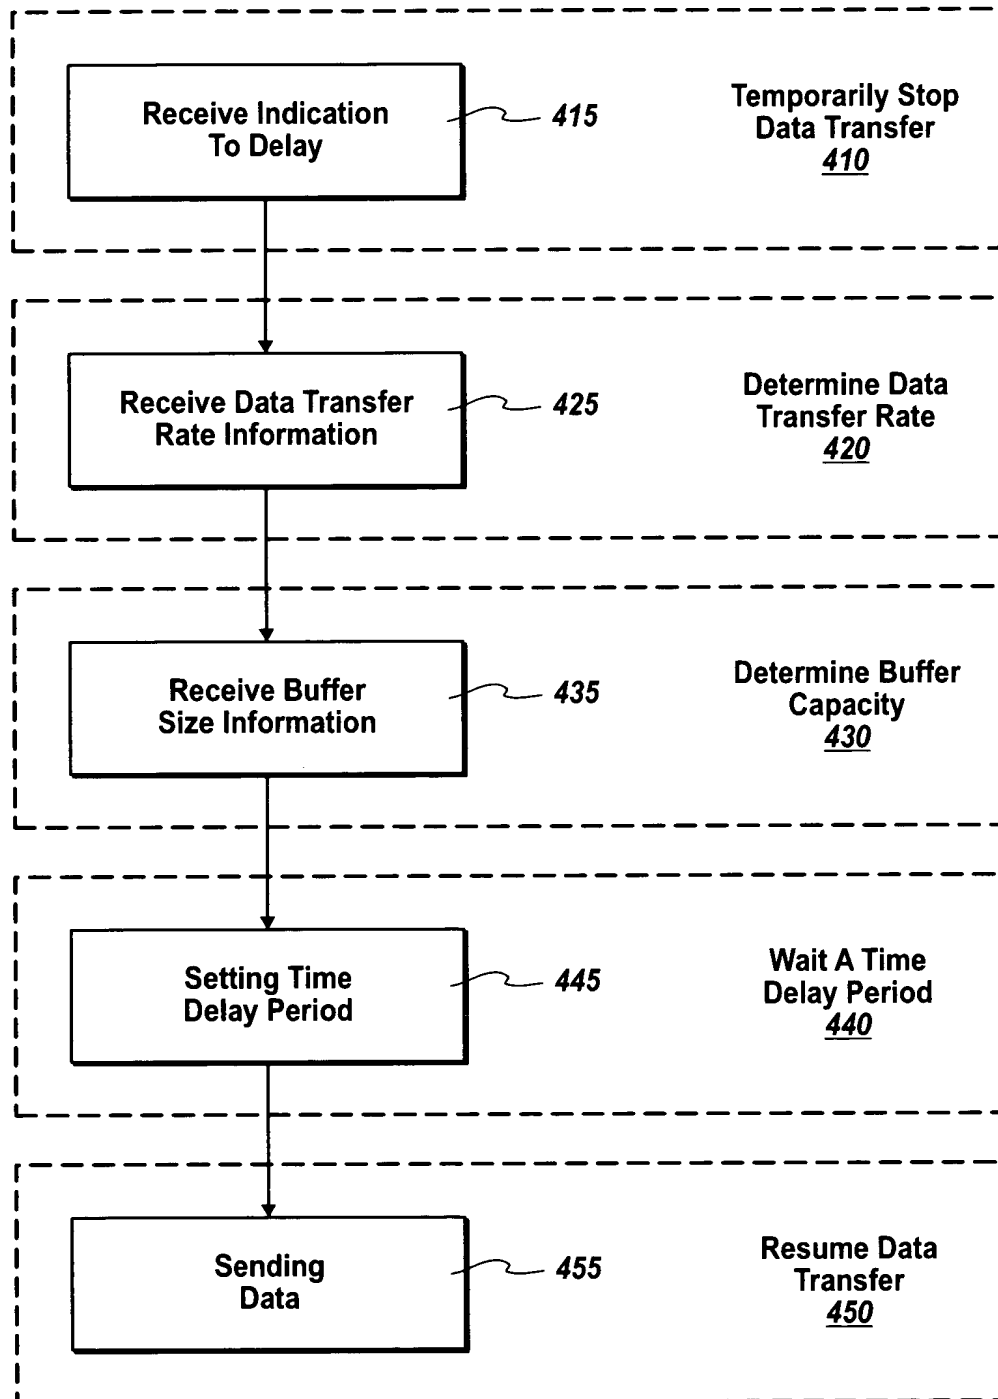 Receive Indication
To Delay
415
Temporarily Stop
Data Transfer
410
Receive Data Transfer
Rate Information
425
Determine Data
Transfer Rate
420
Receive Buffer
Size Information
435
Determine Buffer
Capacity
430
Setting Time
Delay Period
445
Wait A Time
Delay Period
440
Sending
Data
455
Resume Data
Transfer
450